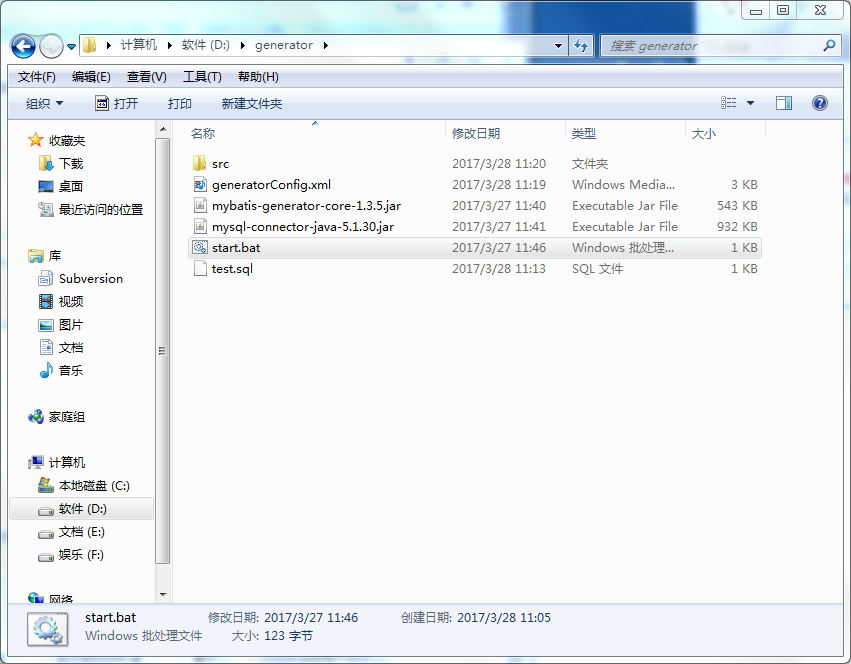 计算机 软件 (D:) generator
搜索 generator
文件(F) 编辑(E) 查看(V) 工具(T) 帮助(H)
组织 打开 打印 新建文件夹
收藏夹
下载
桌面
最近访问的位置
库
Subversion
视频
图片
文档
音乐
家庭组
计算机
本地磁盘 (C:)
软件 (D:)
文档 (E:)
娱乐 (F:)
网络
名称 修改日期 类型 大小
src 2017/3/28 11:20 文件夹
generatorConfig.xml 2017/3/28 11:19 Windows Media... 3 KB
mybatis-generator-core-1.3.5.jar 2017/3/27 11:40 Executable Jar File 543 KB
mysql-connector-java-5.1.30.jar 2017/3/27 11:41 Executable Jar File 932 KB
start.bat 2017/3/27 11:46 Windows 批处理... 1 KB
test.sql 2017/3/28 11:13 SQL 文件 1 KB
start.bat 修改日期: 2017/3/27 11:46 创建日期: 2017/3/28 11:05
Windows 批处理文件 大小: 123 字节